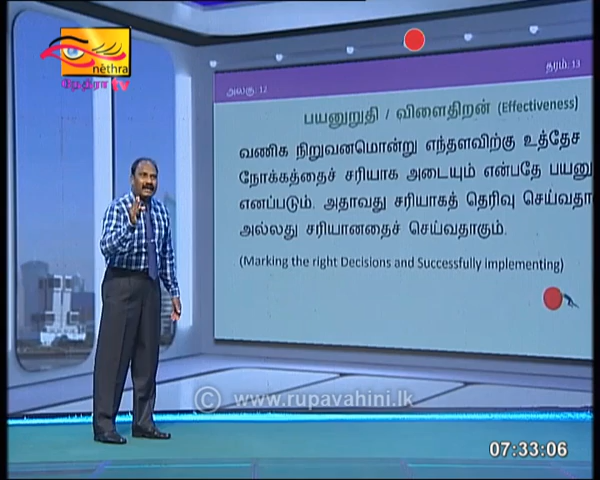 nethra
நேத்ரா tv
அலகு: 12
தரம்: 13
பயனுறுதி / விளைதிறன் (Effectiveness)
வணிக நிறுவனமொன்று எந்தளவிற்கு உத்தேச
நோக்கத்தைச் சரியாக அடையும் என்பதே
எனப்படும். அதாவது சரியாகத் தெரிவு
அல்லது சரியானதைச் செய்வதாகும்.
(Marking the right Decisions and Successfully implementing)
© www.rupavahini.lk
07:33:06